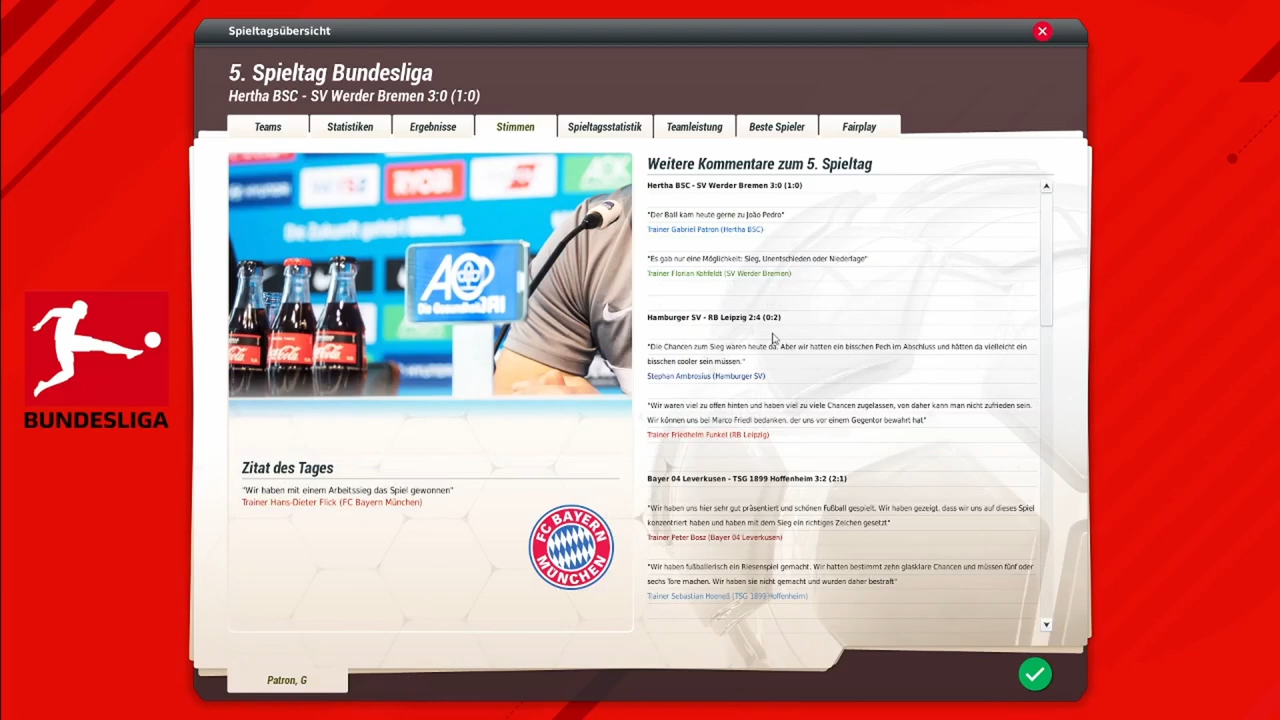 Spieltagsübersicht
5. Spieltag Bundesliga
Hertha BSC - SV Werder Bremen 3:0 (1:0)
Teams
Statistiken
Ergebnisse
Stimmen
Spieltagsstatistik
Teamleistung
Beste Spieler
Fairplay
Weitere Kommentare zum 5. Spieltag
Hertha BSC - SV Werder Bremen 3:0 (1:0)
"Der Ball kam heute gerne zu João Pedro"
Trainer Gabriel Patron (Hertha BSC)
"Es gab nur eine Möglichkeit: Sieg, Unentschieden oder Niederlage"
Trainer Florian Kohfeldt (SV Werder Bremen)
Hamburger SV - RB Leipzig 2:4 (0:2)
"Die Chancen zum Sieg waren heute da. Aber wir hatten ein bisschen Pech im Abschluss und hätten da vielleicht ein
bisschen cooler sein müssen."
Stephan Ambrosius (Hamburger SV)
"Wir waren viel zu offen hinten und haben viel zu viele Chancen zugelassen, von daher kann man nicht zufrieden sein.
Wir können uns bei Marco Friedl bedanken, der uns vor einem Gegentor bewahrt hat"
Trainer Friedhelm Funkel (RB Leipzig)
Bayer 04 Leverkusen - TSG 1899 Hoffenheim 3:2 (2:1)
"Wir haben uns hier sehr gut präsentiert und schönen Fußball gespielt. Wir haben gezeigt, dass wir uns auf dieses Spiel
konzentriert haben und haben mit dem Sieg ein richtiges Zeichen gesetzt"
Trainer Peter Bosz (Bayer 04 Leverkusen)
"Wir haben fußballerisch ein Riesenspiel gemacht. Wir hatten bestimmt zehn glasklare Chancen und müssen fünf oder
sechs Tore machen. Wir haben sie nicht gemacht und wurden daher bestraft"
Trainer Sebastian Hoeneß (TSG 1899 Hoffenheim)
RYOBI
AOK
Coca-Cola
Zitat des Tages
"Wir haben mit einem Arbeitssieg das Spiel gewonnen"
Trainer Hans-Dieter Flick (FC Bayern München)
FC BAYERN
MÜNCHEN
BUNDESLIGA
Patron, G